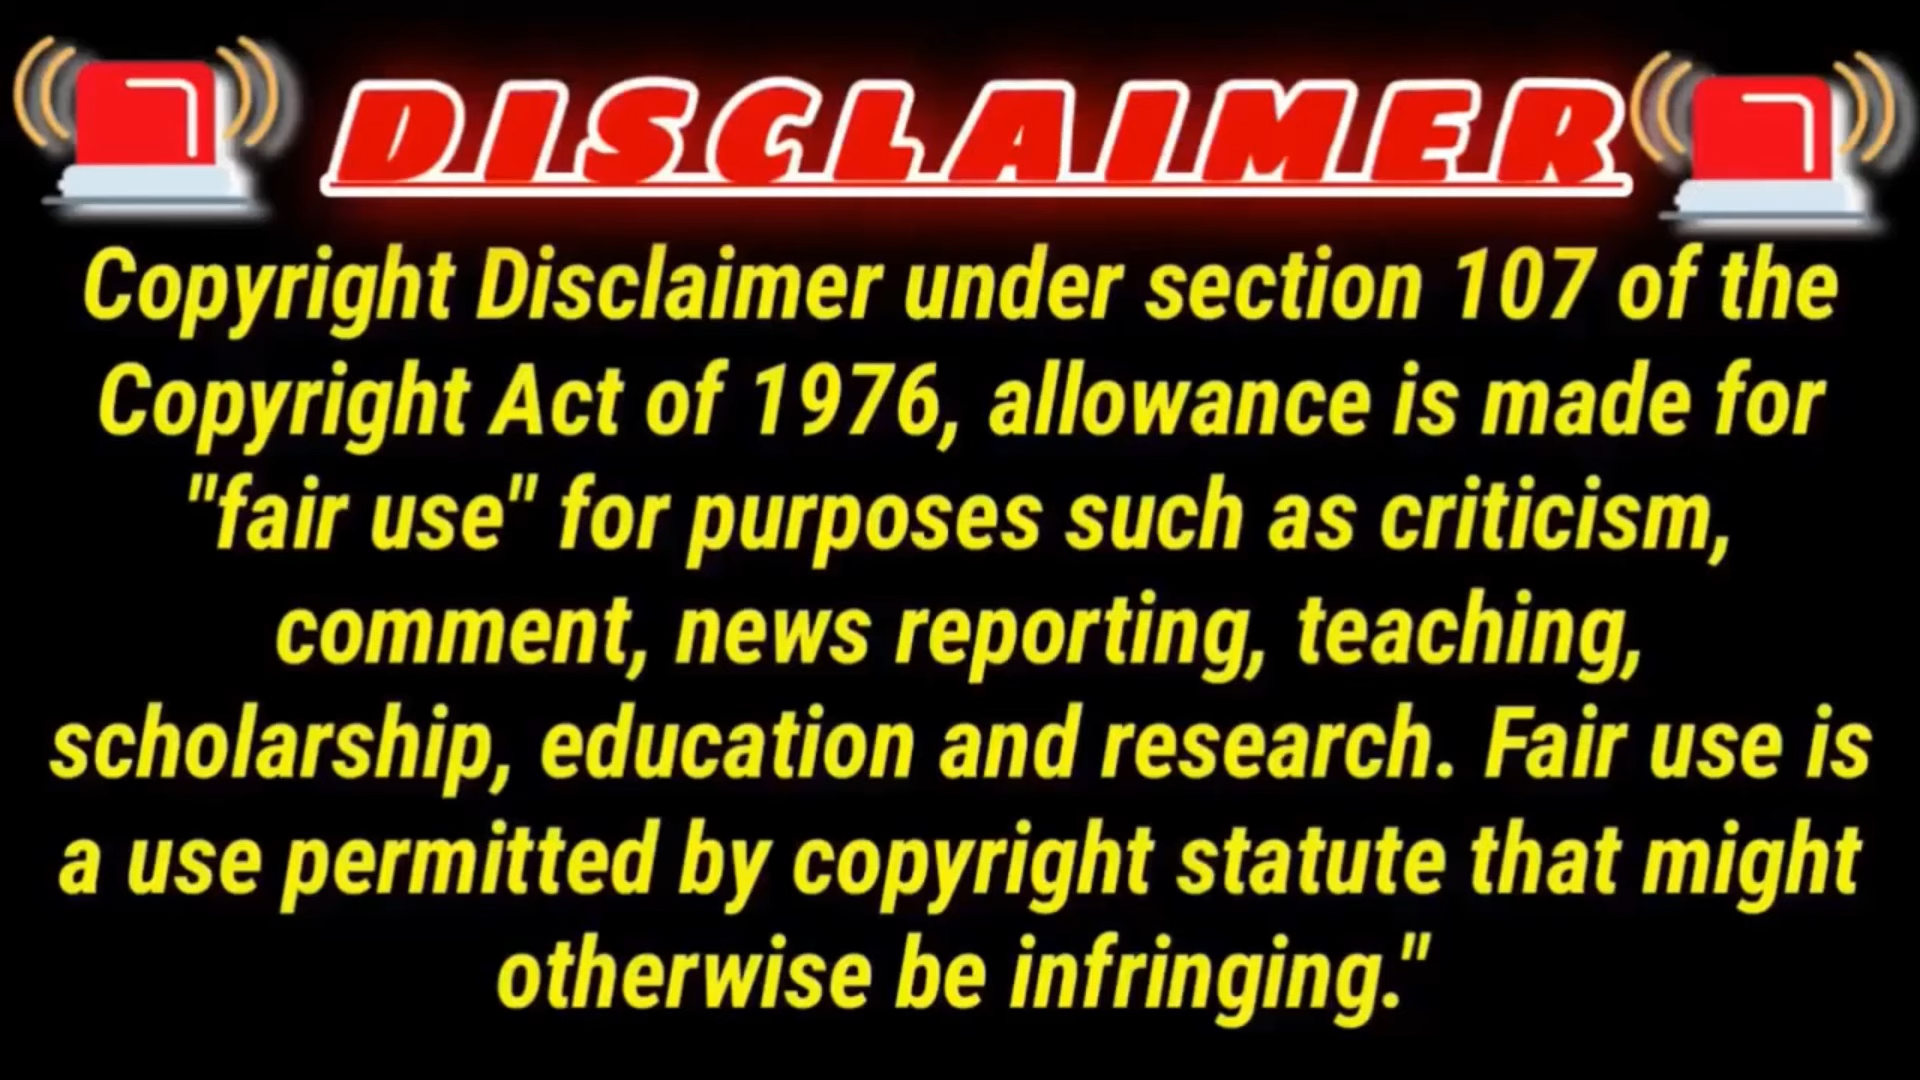 DISCLAIMER
Copyright Disclaimer under section 107 of the
Copyright Act of 1976, allowance is made for
"fair use" for purposes such as criticism,
comment, news reporting, teaching,
scholarship, education and research. Fair use is
a use permitted by copyright statute that might
otherwise be infringing."